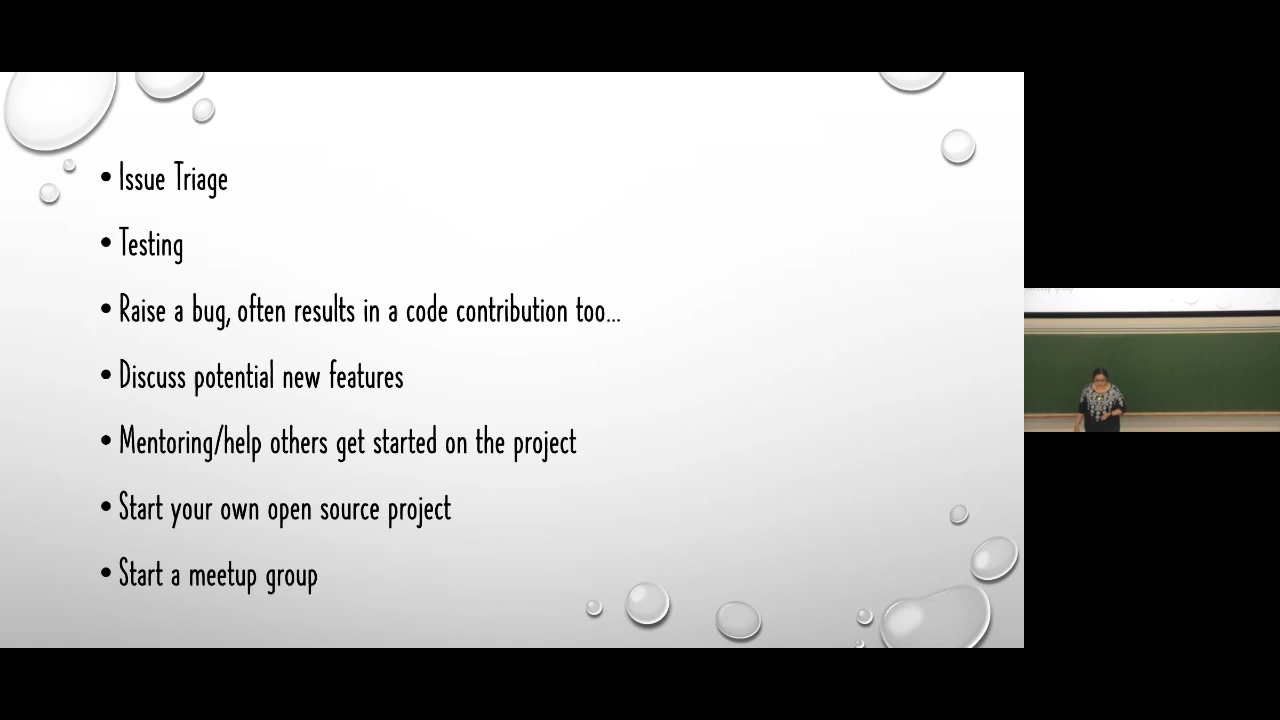 • Issue Triage
• Testing
• Raise a bug, often results in a code contribution too...
• Discuss potential new features
• Mentoring/help others get started on the project
• Start your own open source project
• Start a meetup group